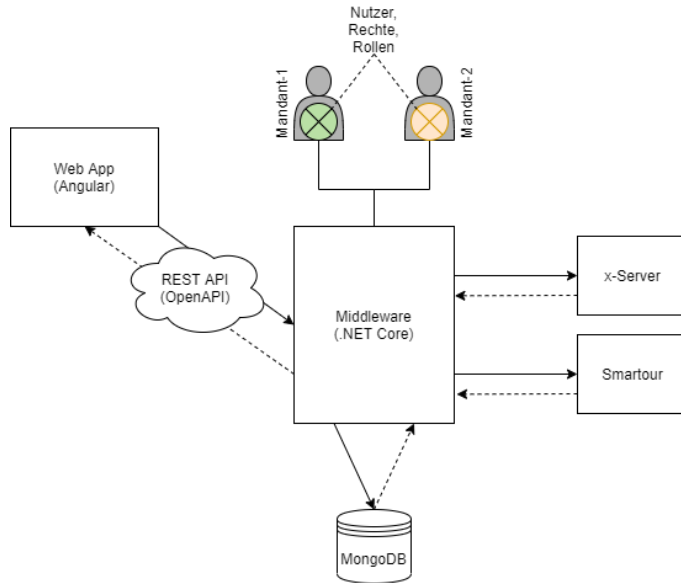 Nutzer,
Rechte,
Rollen
Mandant-1
Mandant-2
Web App
(Angular)
REST API
(OpenAPI)
Middleware
(.NET Core)
x-Server
Smartour
MongoDB